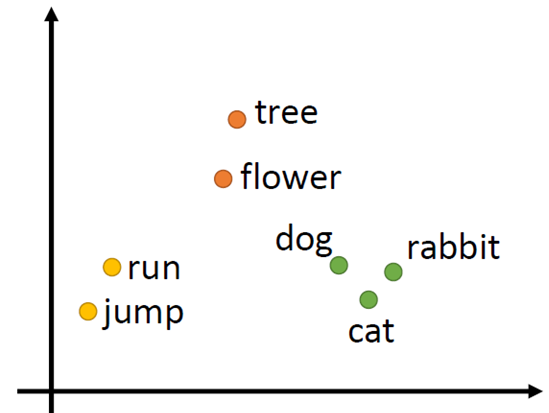 tree
flower
dog
rabbit
run
jump
cat